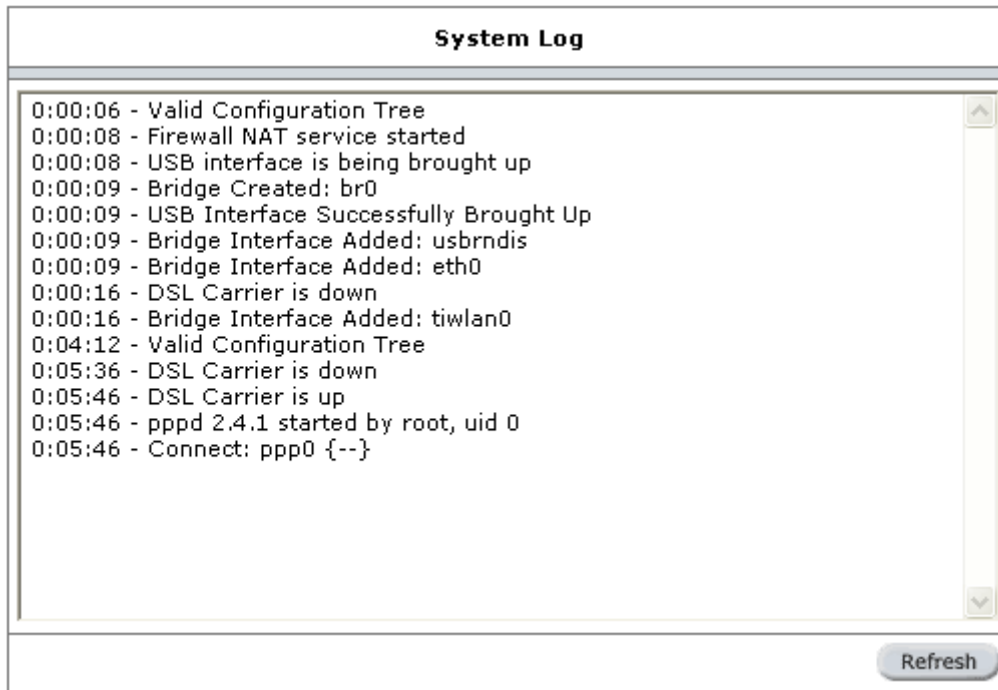 System Log
0:00:06 - Valid Configuration Tree
0:00:08 - Firewall NAT service started
0:00:08 - USB interface is being brought up
0:00:09 - Bridge Created: br0
0:00:09 - USB Interface Successfully Brought Up
0:00:09 - Bridge Interface Added: usbrndis
0:00:09 - Bridge Interface Added: eth0
0:00:16 - DSL Carrier is down
0:00:16 - Bridge Interface Added: tiwlan0
0:04:12 - Valid Configuration Tree
0:05:36 - DSL Carrier is down
0:05:46 - DSL Carrier is up
0:05:46 - pppd 2.4.1 started by root, uid 0
0:05:46 - Connect: ppp0 {--}
Refresh